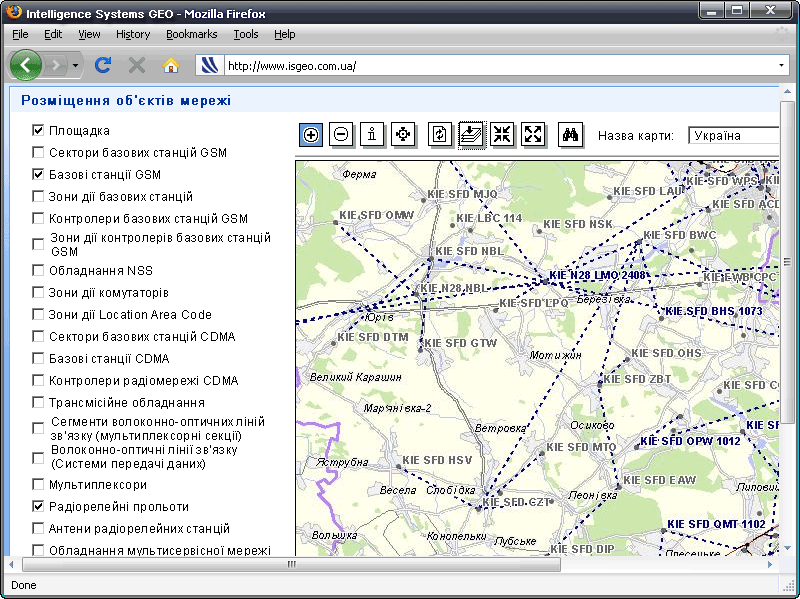 Intelligence Systems GEO - Mozilla Firefox
File Edit View History Bookmarks Tools Help
http://www.isgeo.com.ua/
Розміщення об'єктів мережі
Площадка
Сектори базових станцій GSM
Базові станції GSM
Зони дії базових станцій
Контролери базових станцій GSM
Зони дії контролерів базових станцій
GSM
Обладнання NSS
Зони дії комутаторів
Зони дії Location Area Code
Сектори базових станцій CDMA
Базові станції CDMA
Контролери радіомережі CDMA
Трансмісійне обладнання
Сегменти волоконно-оптичних ліній
зв'язку (мультиплексорні секції)
Волоконно-оптичні лінії зв'язку
(Системи передачі даних)
Мультиплексори
Радіорелейні прольоти
Антени радіорелейних станцій
Обладнання мультисервісної мережі
Назва карти: Україна
Ферма
KIE SFD MJQ
KIE SFD LAU
KIE SFD WPS
KIE SFD OMW
KIE LBC 114
KIE SFD NSK
KIE SFD ACD
KIE SFD BWC
KIE SFD NBL
KIE N28 LMO 2408
KIE EWB CPC
KIE N28 NBL
KIE SFD LPO
Березівка
Юрів
KIE SFD BHS 1073
KIE SFD DTM
KIE SFD GTW
Мотижин
KIE SFD OHS
Великий Карашин
KIE SFD ZBT
KIE SFD CO
Мар'янівка-2
Ветровка
Осиково
KIE SF
KIE SFD OPW 1012
KIE SFD MTO
KIE SFD HSV
Яструбна
KIE SFD EAW
Весела Слобідка
Леонівка
Липовий
KIE SFD CZT
KIE SFD QMT 1102
Вольшка
Конопельки
Лубське
KIE SFD DIP
Плесецьке
Done